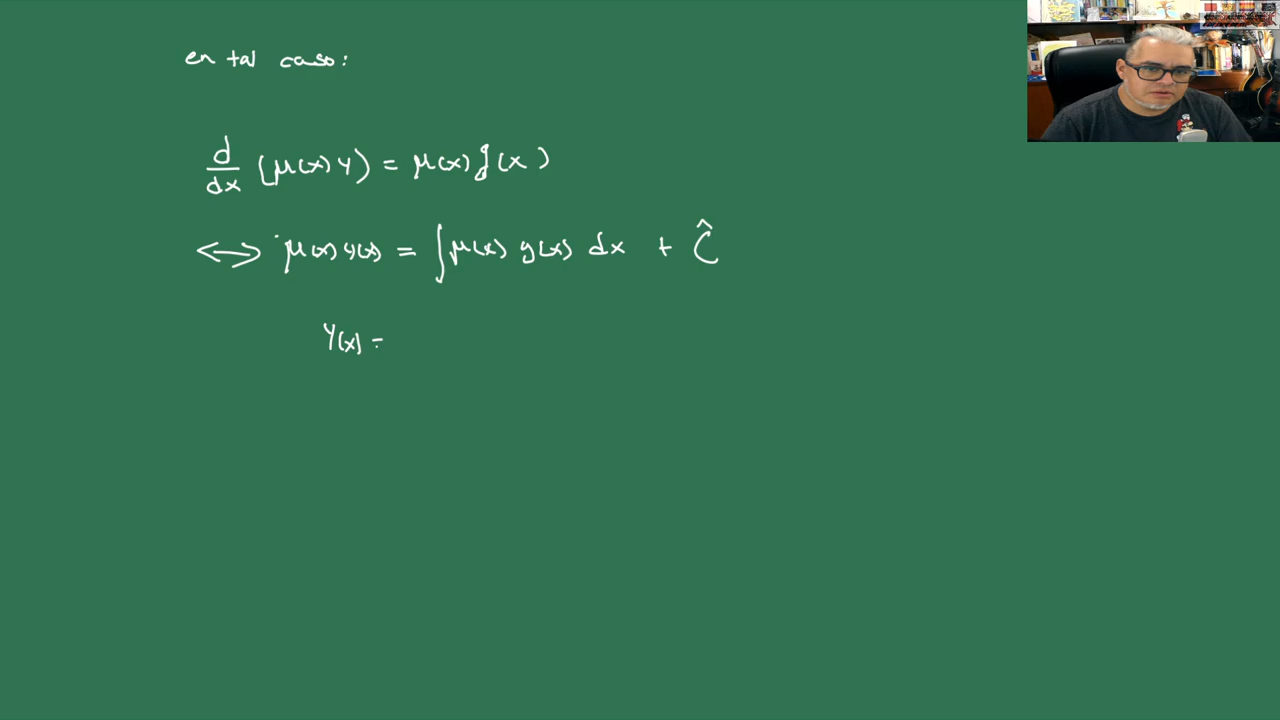 en tal caso:
d/dx (μ(x) y) = μ(x) g(x)
⟺ μ(x) y(x) = ∫ μ(x) g(x) dx + Ĉ
y(x) =